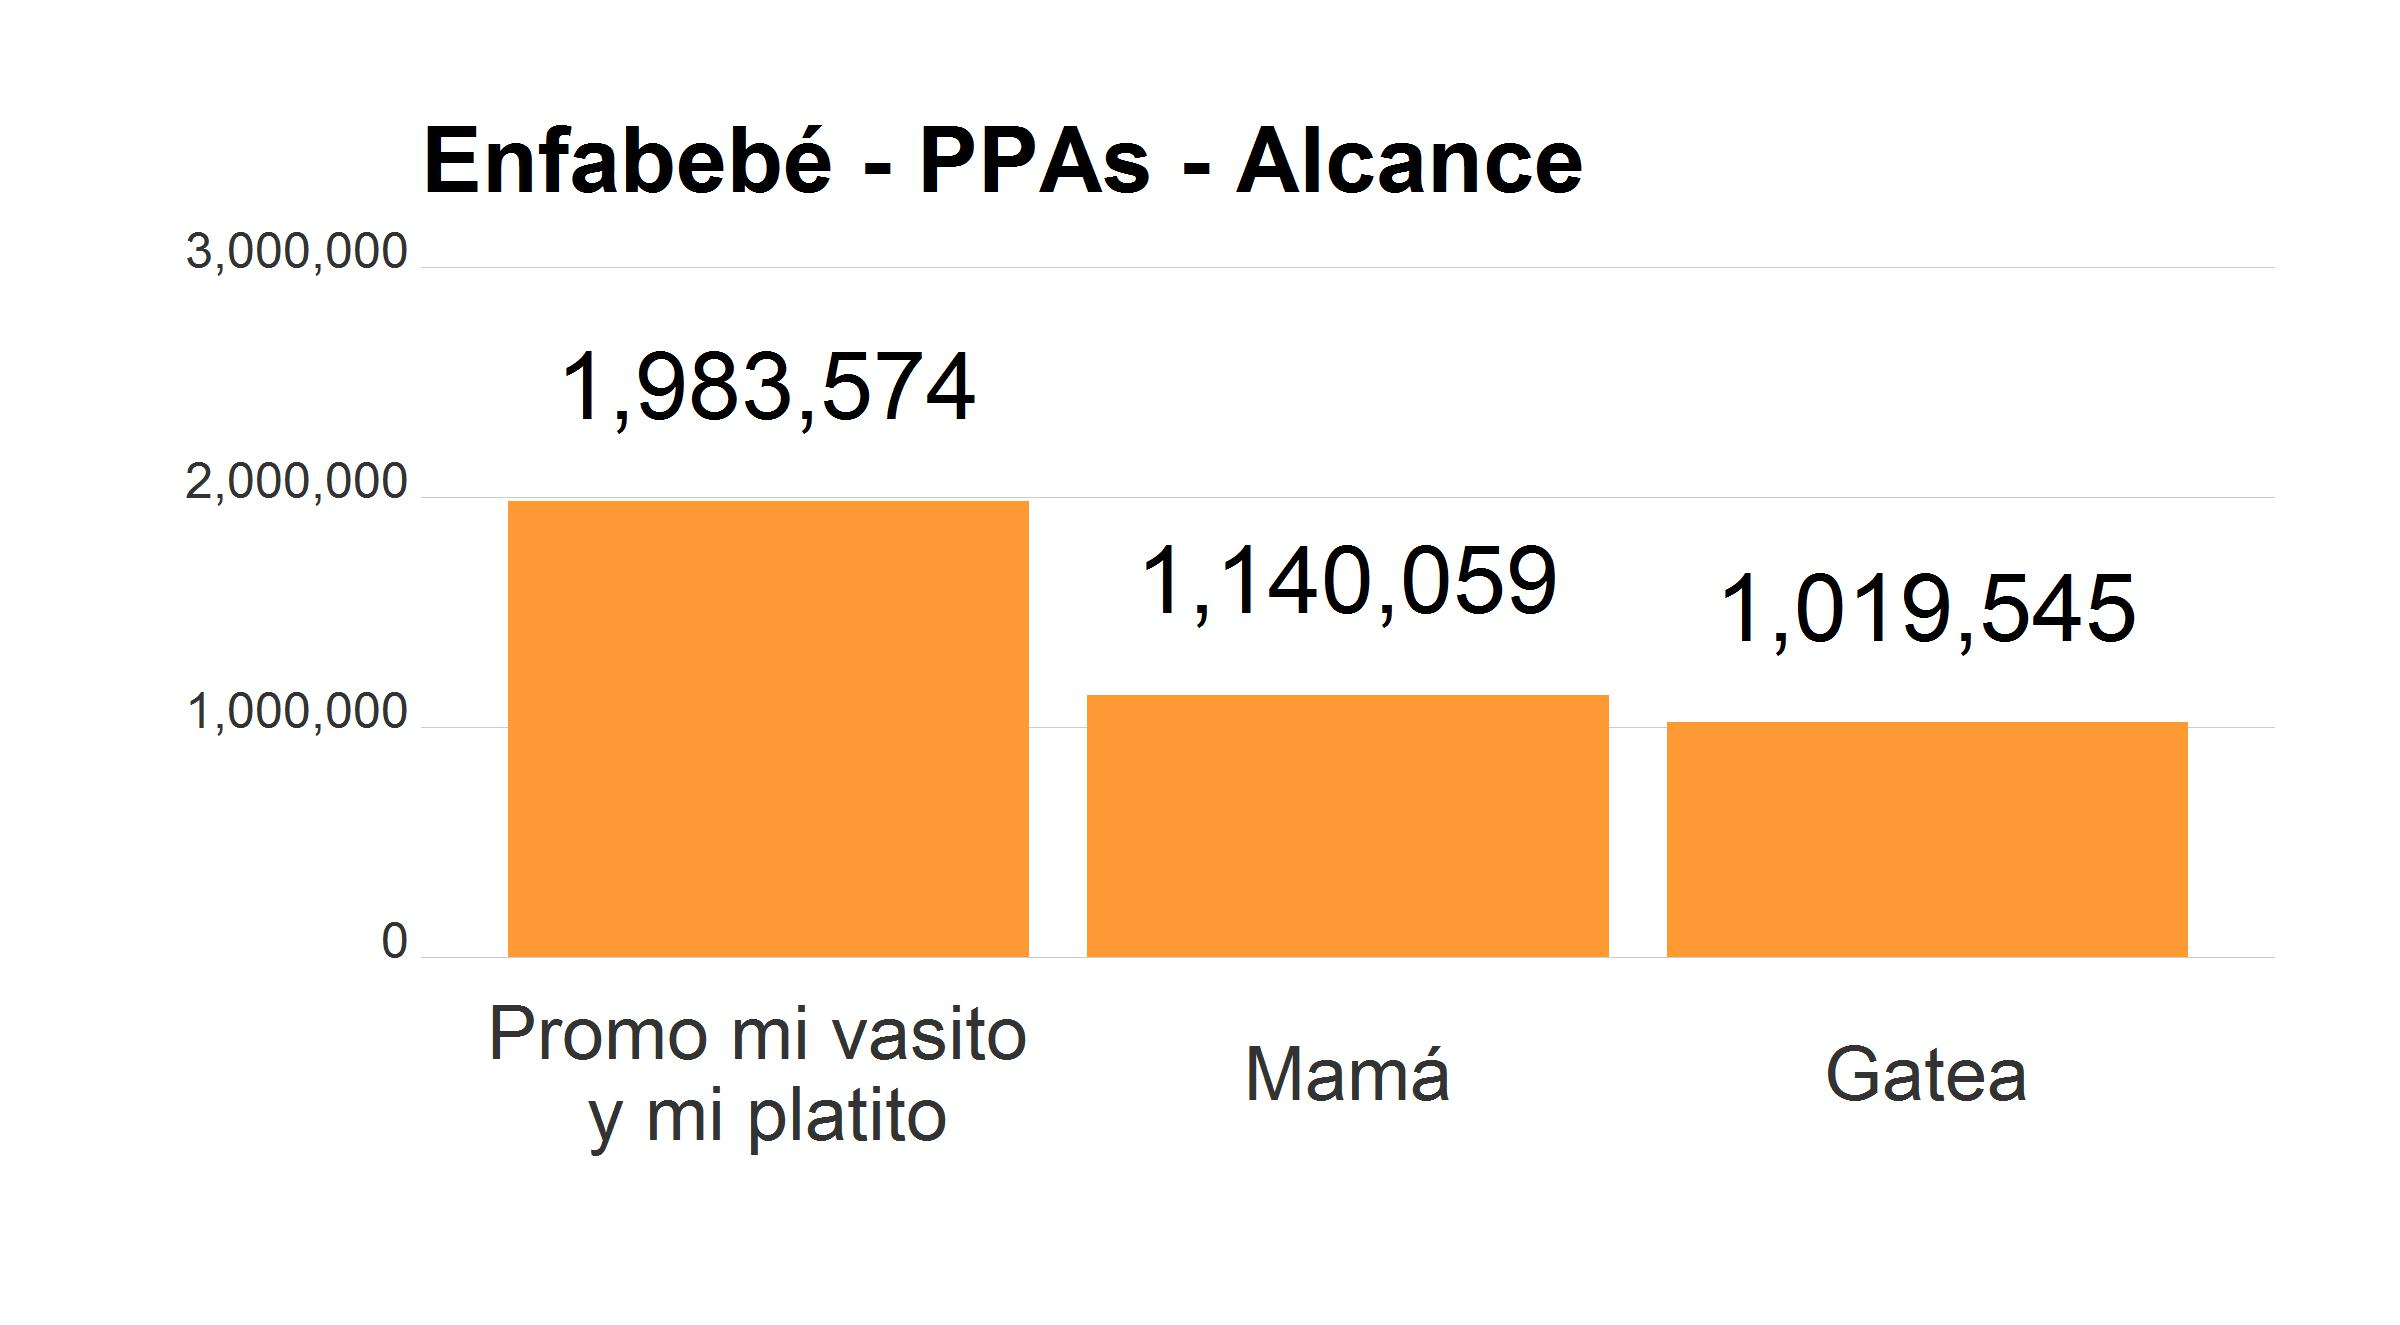 Enfabebé - PPAs - Alcance
3,000,000
1,983,574
2,000,000
1,140,059
1,019,545
1,000,000
0
Promo mi vasito
y mi platito
Mamá
Gatea